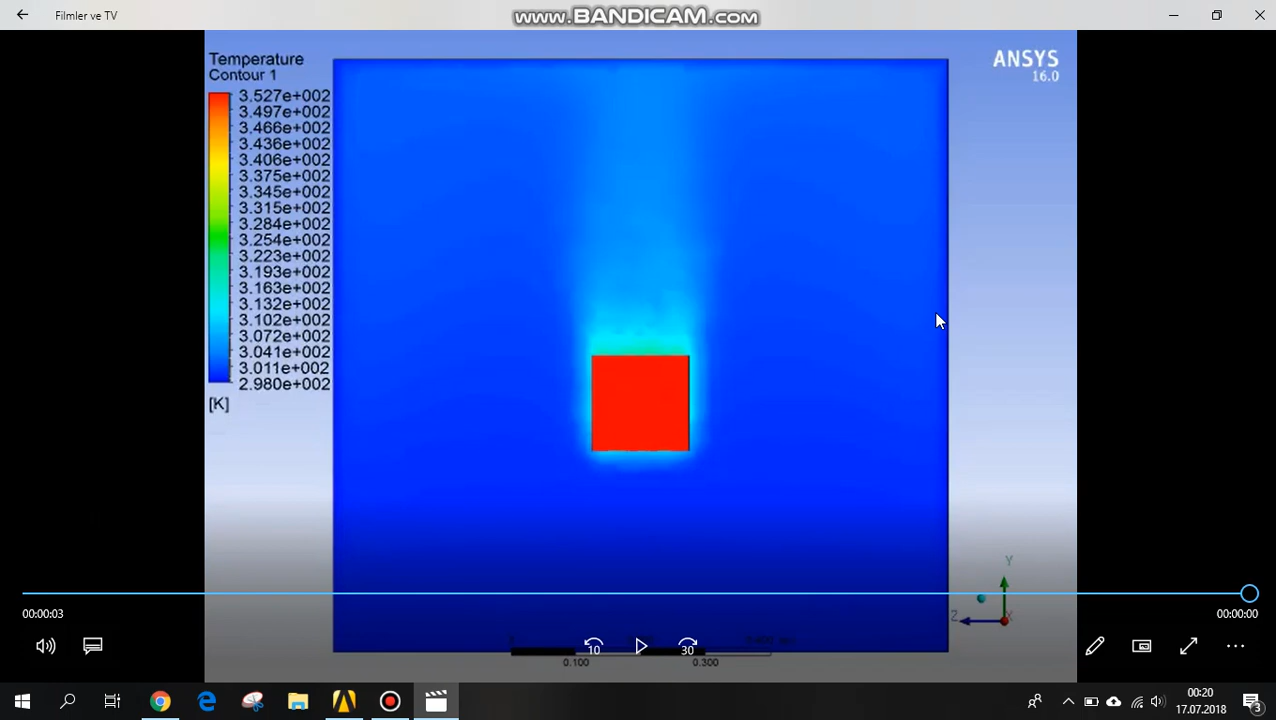 Filmler ve TV
www.BANDICAM.com
Temperature
Contour 1
3.527e+002
3.497e+002
3.466e+002
3.436e+002
3.406e+002
3.375e+002
3.345e+002
3.315e+002
3.284e+002
3.254e+002
3.223e+002
3.193e+002
3.163e+002
3.132e+002
3.102e+002
3.072e+002
3.041e+002
3.011e+002
2.980e+002
[K]
ANSYS
16.0
Y
Z
X
00:00:03
00:00:00
10
30
0.100
0.300
00:20
17.07.2018
3